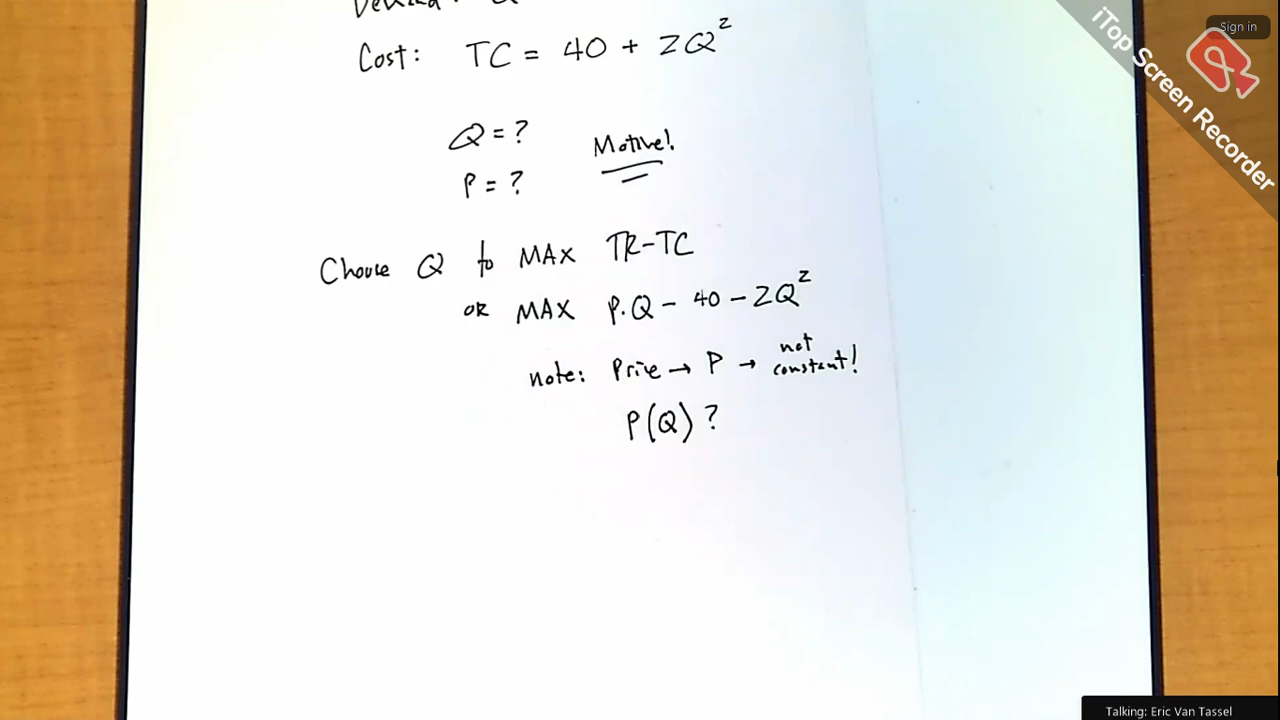 Demand: Q
Cost: TC = 40 + 2Q²
Q = ?
P = ?
Motive!
Choose Q to MAX TR-TC
OR MAX P·Q - 40 - 2Q²
note: Price → P → not constant!
P(Q) ?
iTop Screen Recorder
Sign in
Talking: Eric Van Tassel